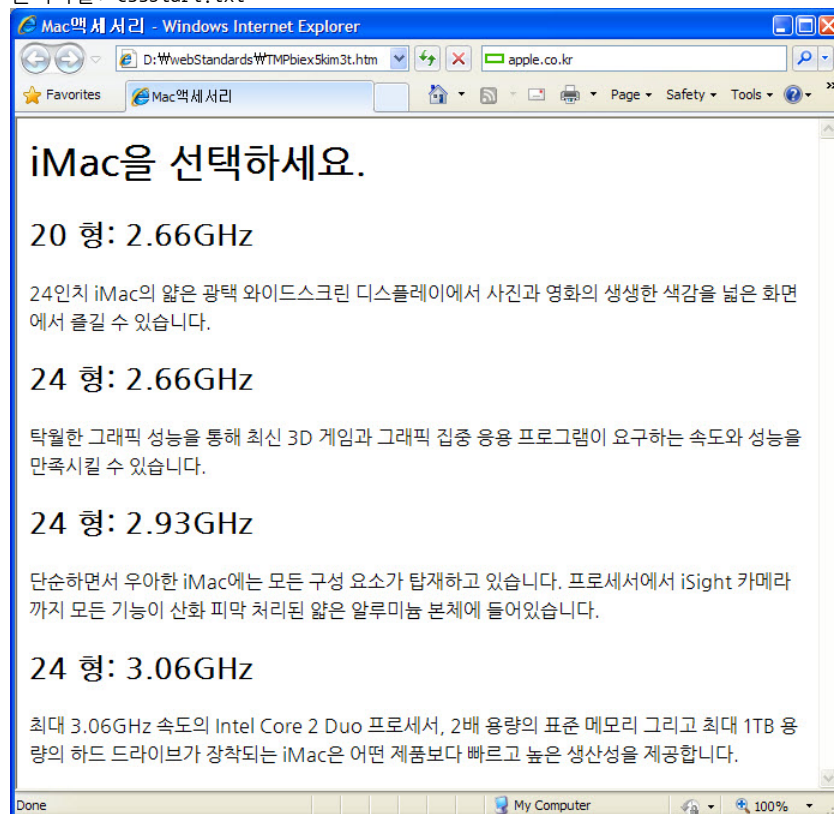 Mac액세서리 - Windows Internet Explorer
D:\webStandards\TMPbiex5kim3t.htm
apple.co.kr
Favorites
Mac액세서리
Page
Safety
Tools
iMac을 선택하세요.
20 형: 2.66GHz
24인치 iMac의 얇은 광택 와이드스크린 디스플레이에서 사진과 영화의 생생한 색감을 넓은 화면
에서 즐길 수 있습니다.
24 형: 2.66GHz
탁월한 그래픽 성능을 통해 최신 3D 게임과 그래픽 집중 응용 프로그램이 요구하는 속도와 성능을
만족시킬 수 있습니다.
24 형: 2.93GHz
단순하면서 우아한 iMac에는 모든 구성 요소가 탑재하고 있습니다. 프로세서에서 iSight 카메라
까지 모든 기능이 산화 피막 처리된 얇은 알루미늄 본체에 들어있습니다.
24 형: 3.06GHz
최대 3.06GHz 속도의 Intel Core 2 Duo 프로세서, 2배 용량의 표준 메모리 그리고 최대 1TB 용
량의 하드 드라이브가 장착되는 iMac은 어떤 제품보다 빠르고 높은 생산성을 제공합니다.
Done
My Computer
100%